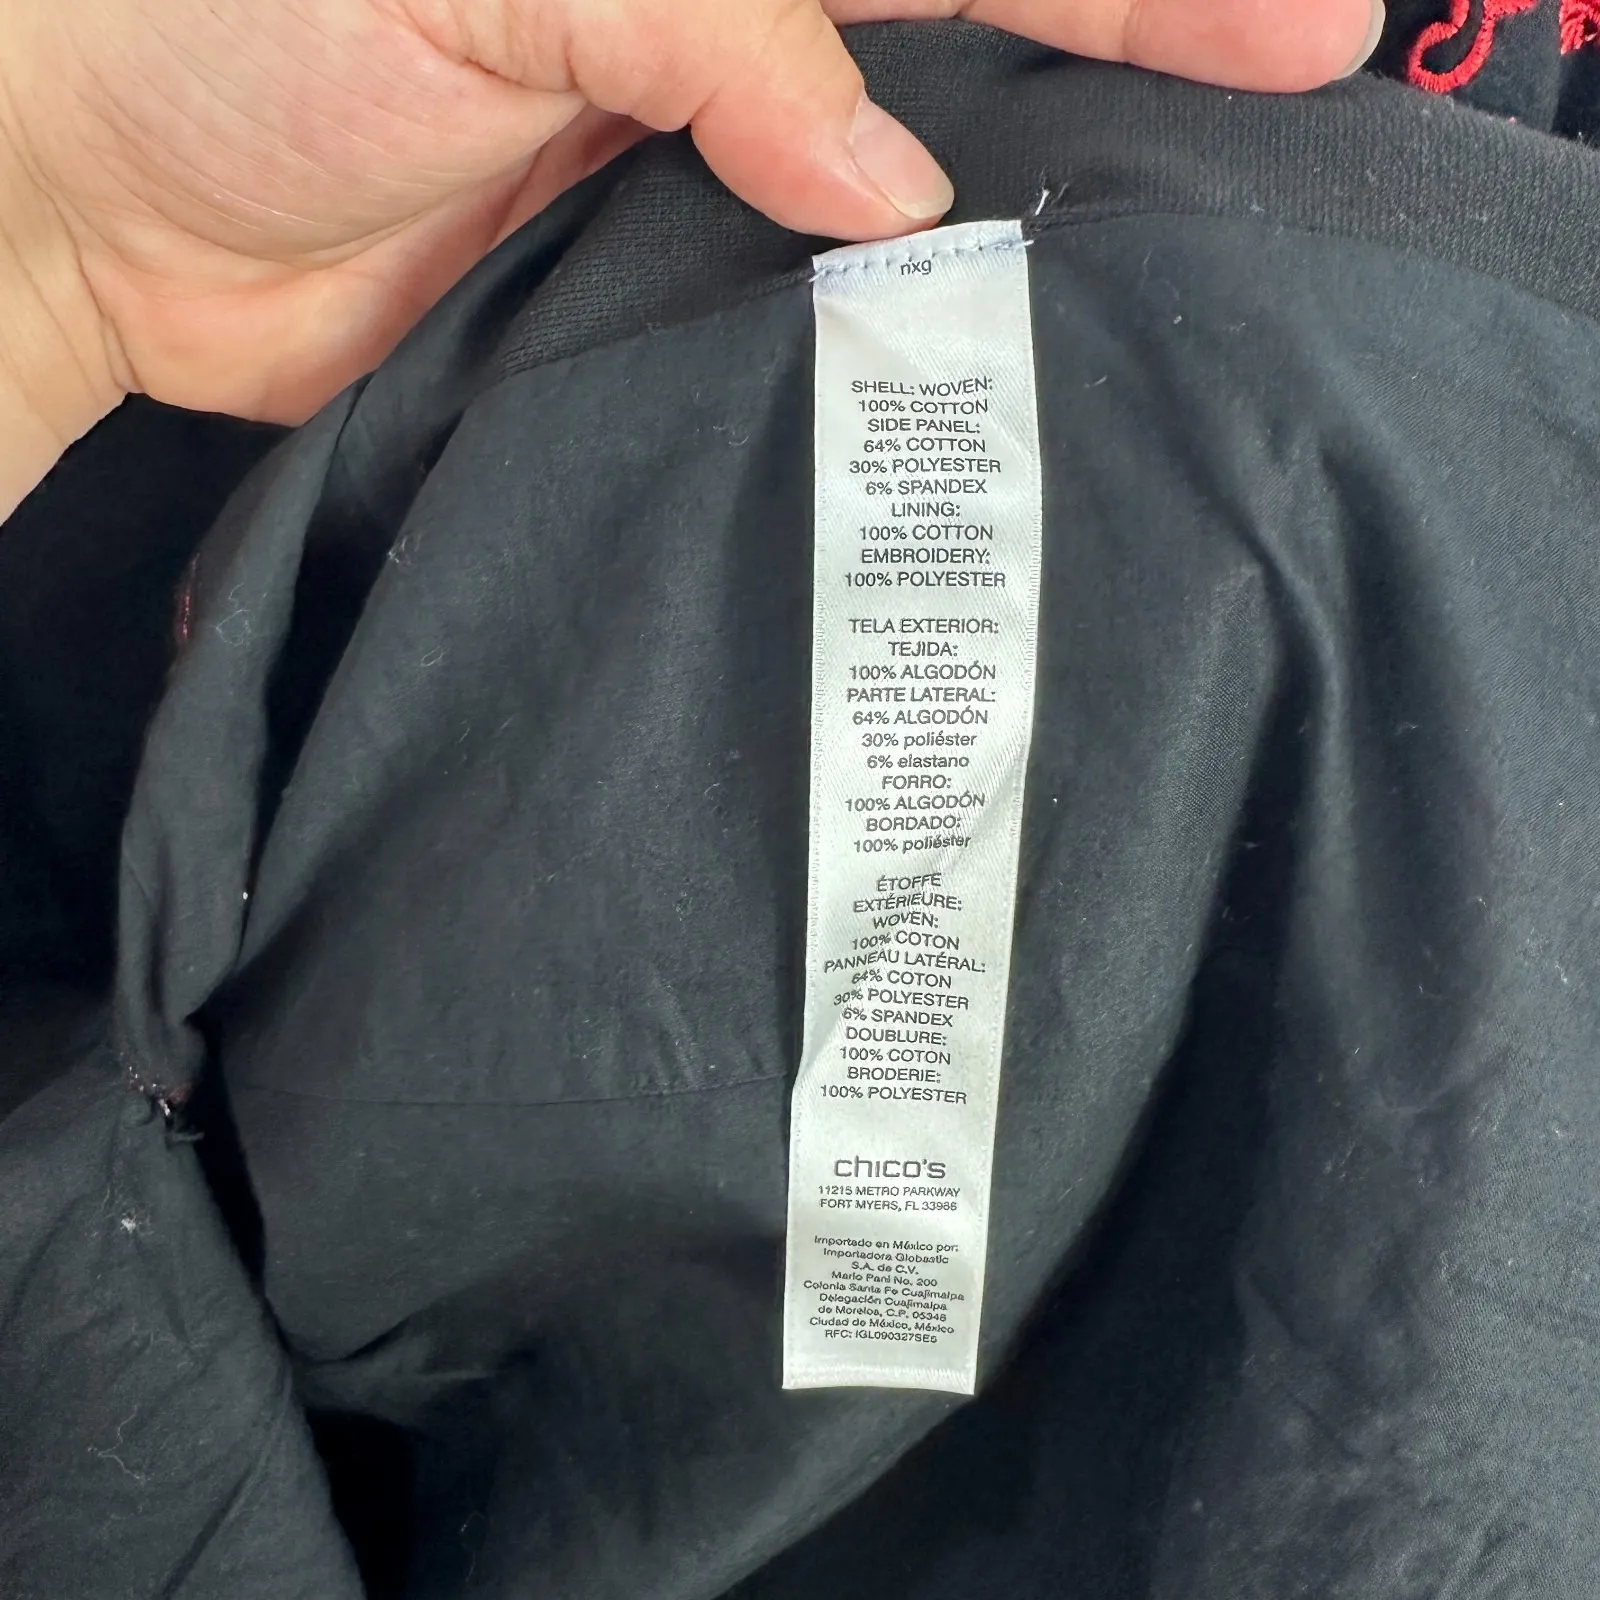 nxg
SHELL: WOVEN:
100% COTTON
SIDE PANEL:
64% COTTON
30% POLYESTER
6% SPANDEX
LINING:
100% COTTON
EMBROIDERY:
100% POLYESTER
TELA EXTERIOR:
TEJIDA:
100% ALGODÓN
PARTE LATERAL:
64% ALGODÓN
30% poliéster
6% elastano
FORRO:
100% ALGODÓN
BORDADO:
100% poliéster
ÉTOFFE
EXTÉRIEURE:
WOVEN:
100% COTON
PANNEAU LATÉRAL:
64% COTON
30% POLYESTER
6% SPANDEX
DOUBLURE:
100% COTON
BRODERIE:
100% POLYESTER
chico's
11215 METRO PARKWAY
FORT MYERS, FL 33966
Importado en México por:
Importadora Globastic
S.A. de C.V.
Mario Pani No. 200
Colonia Santa Fe Cuajimalpa
Delegación Cuajimalpa
de Morelos, C.P. 05348
Ciudad de México, México
RFC: IGL090327SE5